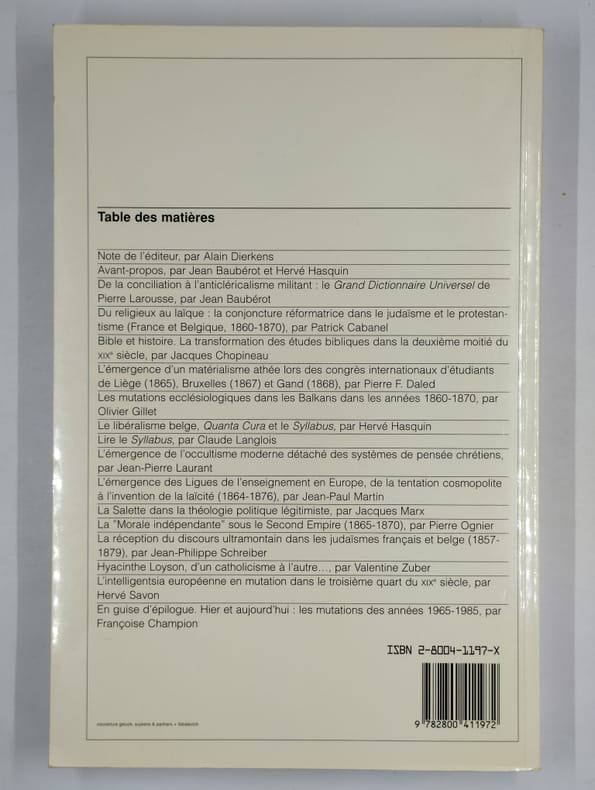 Table des matières
Note de l'éditeur, par Alain Dierkens
Avant-propos, par Jean Baubérot et Hervé Hasquin
De la conciliation à l'anticléricalisme militant : le Grand Dictionnaire Universel de
Pierre Larousse, par Jean Baubérot
Du religieux au laïque : la conjoncture réformatrice dans le judaïsme et le protestan-
tisme (France et Belgique, 1860-1870), par Patrick Cabanel
Bible et histoire. La transformation des études bibliques dans la deuxième moitié du
XIXe siècle, par Jacques Chopineau
L'émergence d'un matérialisme athée lors des congrès internationaux d'étudiants
de Liège (1865), Bruxelles (1867) et Gand (1868), par Pierre F. Daled
Les mutations ecclésiologiques dans les Balkans dans les années 1860-1870, par
Olivier Gillet
Le libéralisme belge, Quanta Cura et le Syllabus, par Hervé Hasquin
Lire le Syllabus, par Claude Langlois
L'émergence de l'occultisme moderne détaché des systèmes de pensée chrétiens,
par Jean-Pierre Laurant
L'émergence des Ligues de l'enseignement en Europe, de la tentation cosmopolite
à l'invention de la laïcité (1864-1876), par Jean-Paul Martin
La Salette dans la théologie politique légitimiste, par Jacques Marx
La "Morale indépendante" sous le Second Empire (1865-1870), par Pierre Ognier
La réception du discours ultramontain dans les judaïsmes français et belge (1857-
1879), par Jean-Philippe Schreiber
Hyacinthe Loyson, d'un catholicisme à l'autre..., par Valentine Zuber
L'intelligentsia européenne en mutation dans le troisième quart du XIXe siècle, par
Hervé Savon
En guise d'épilogue. Hier et aujourd'hui : les mutations des années 1965-1985, par
Françoise Champion
ISBN 2-8004-1197-X
9 782800 411972
couverture